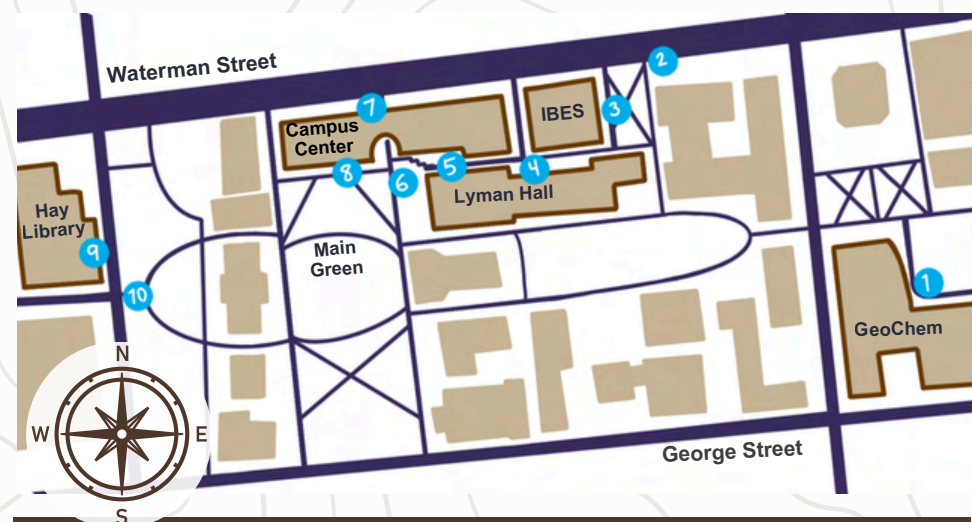 Waterman Street
2
7
IBES
3
Campus
Center
5
4
8
6
Lyman Hall
Hay
Library
9
Main
Green
10
1
GeoChem
N
W
E
S
George Street